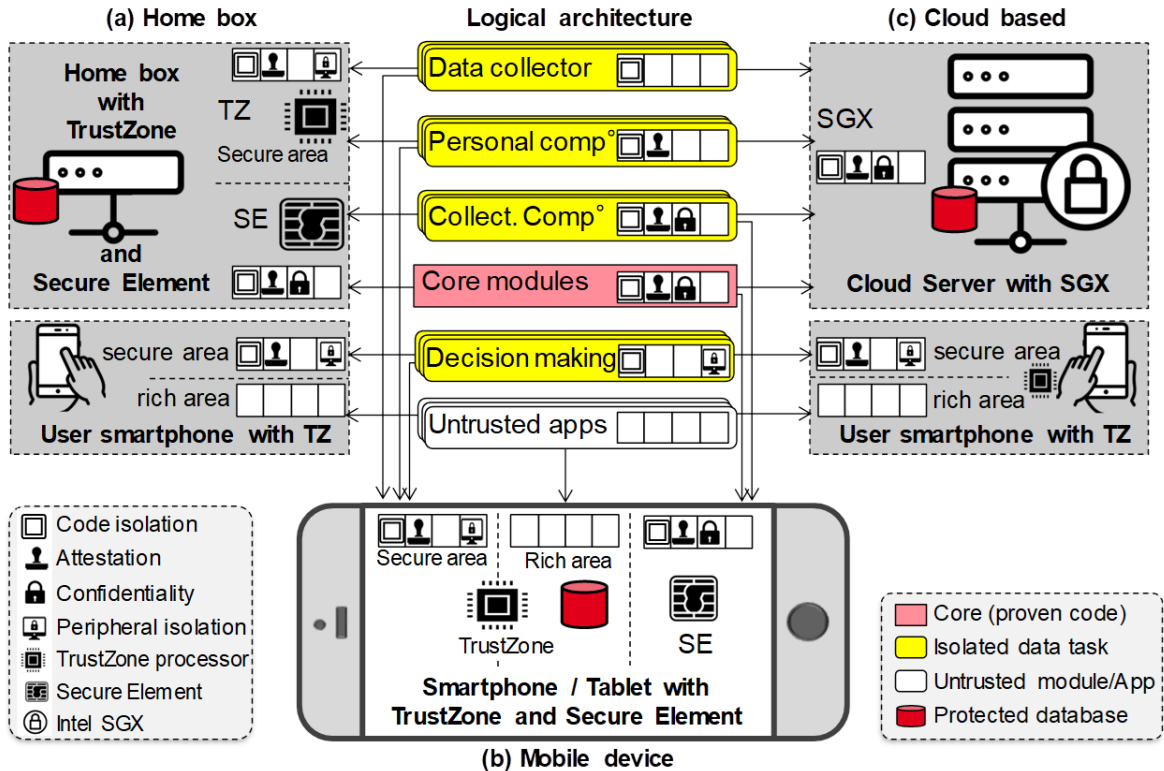 (a) Home box
Logical architecture
(c) Cloud based
Home box
with
TrustZone
TZ
Secure area
SE
and
Secure Element
Data collector
Personal comp°
Collect. Comp°
Core modules
Decision making
Untrusted apps
SGX
Cloud Server with SGX
secure area
rich area
User smartphone with TZ
secure area
rich area
User smartphone with TZ
Code isolation
Attestation
Confidentiality
Peripheral isolation
TrustZone processor
Secure Element
Intel SGX
Secure area
Rich area
TrustZone
SE
Smartphone / Tablet with
TrustZone and Secure Element
(b) Mobile device
Core (proven code)
Isolated data task
Untrusted module/App
Protected database